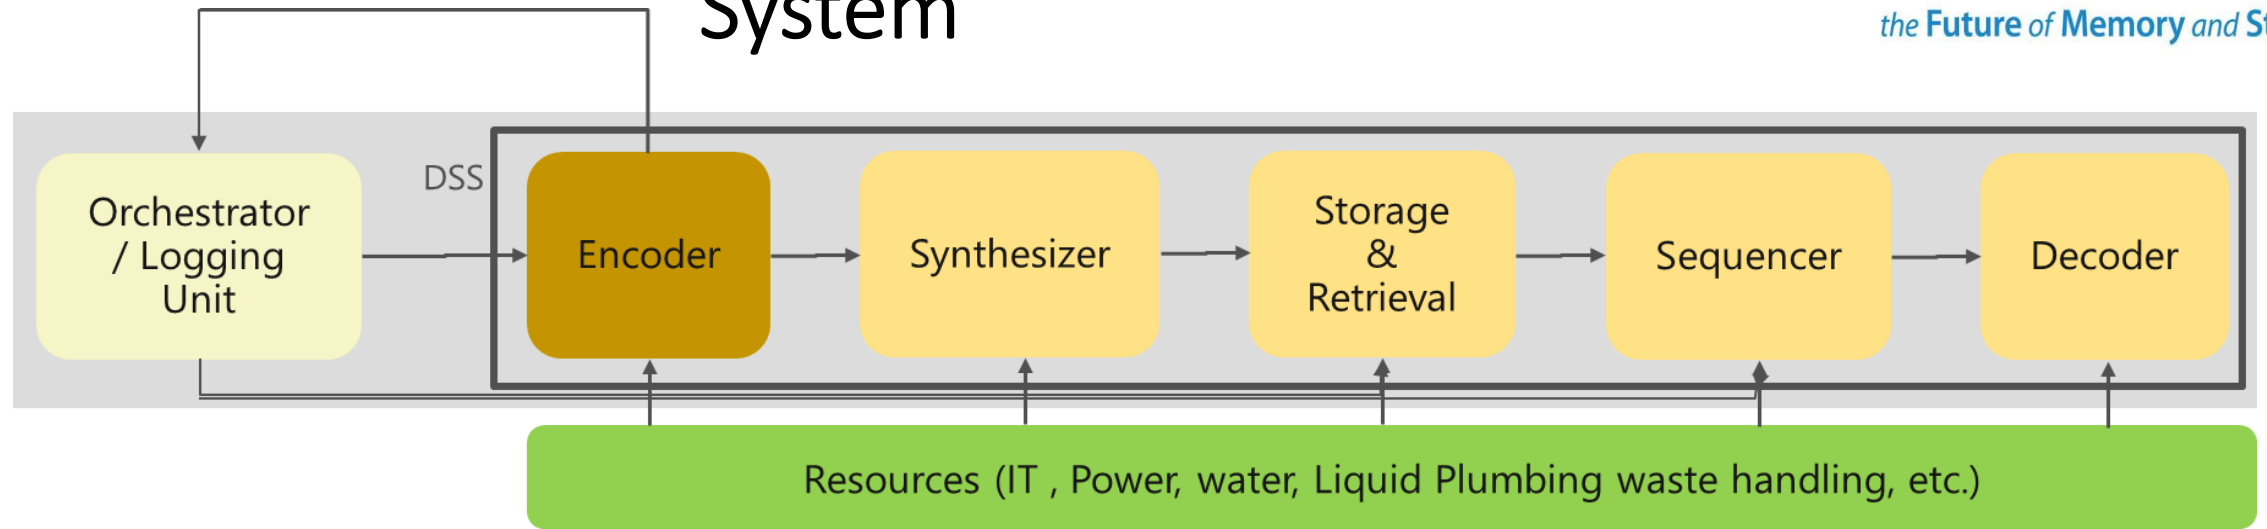 System
the Future of Memory and
DSS
Orchestrator
/ Logging
Unit
Encoder
Synthesizer
Storage
&
Retrieval
Sequencer
Decoder
Resources (IT , Power, water, Liquid Plumbing waste handling, etc.)